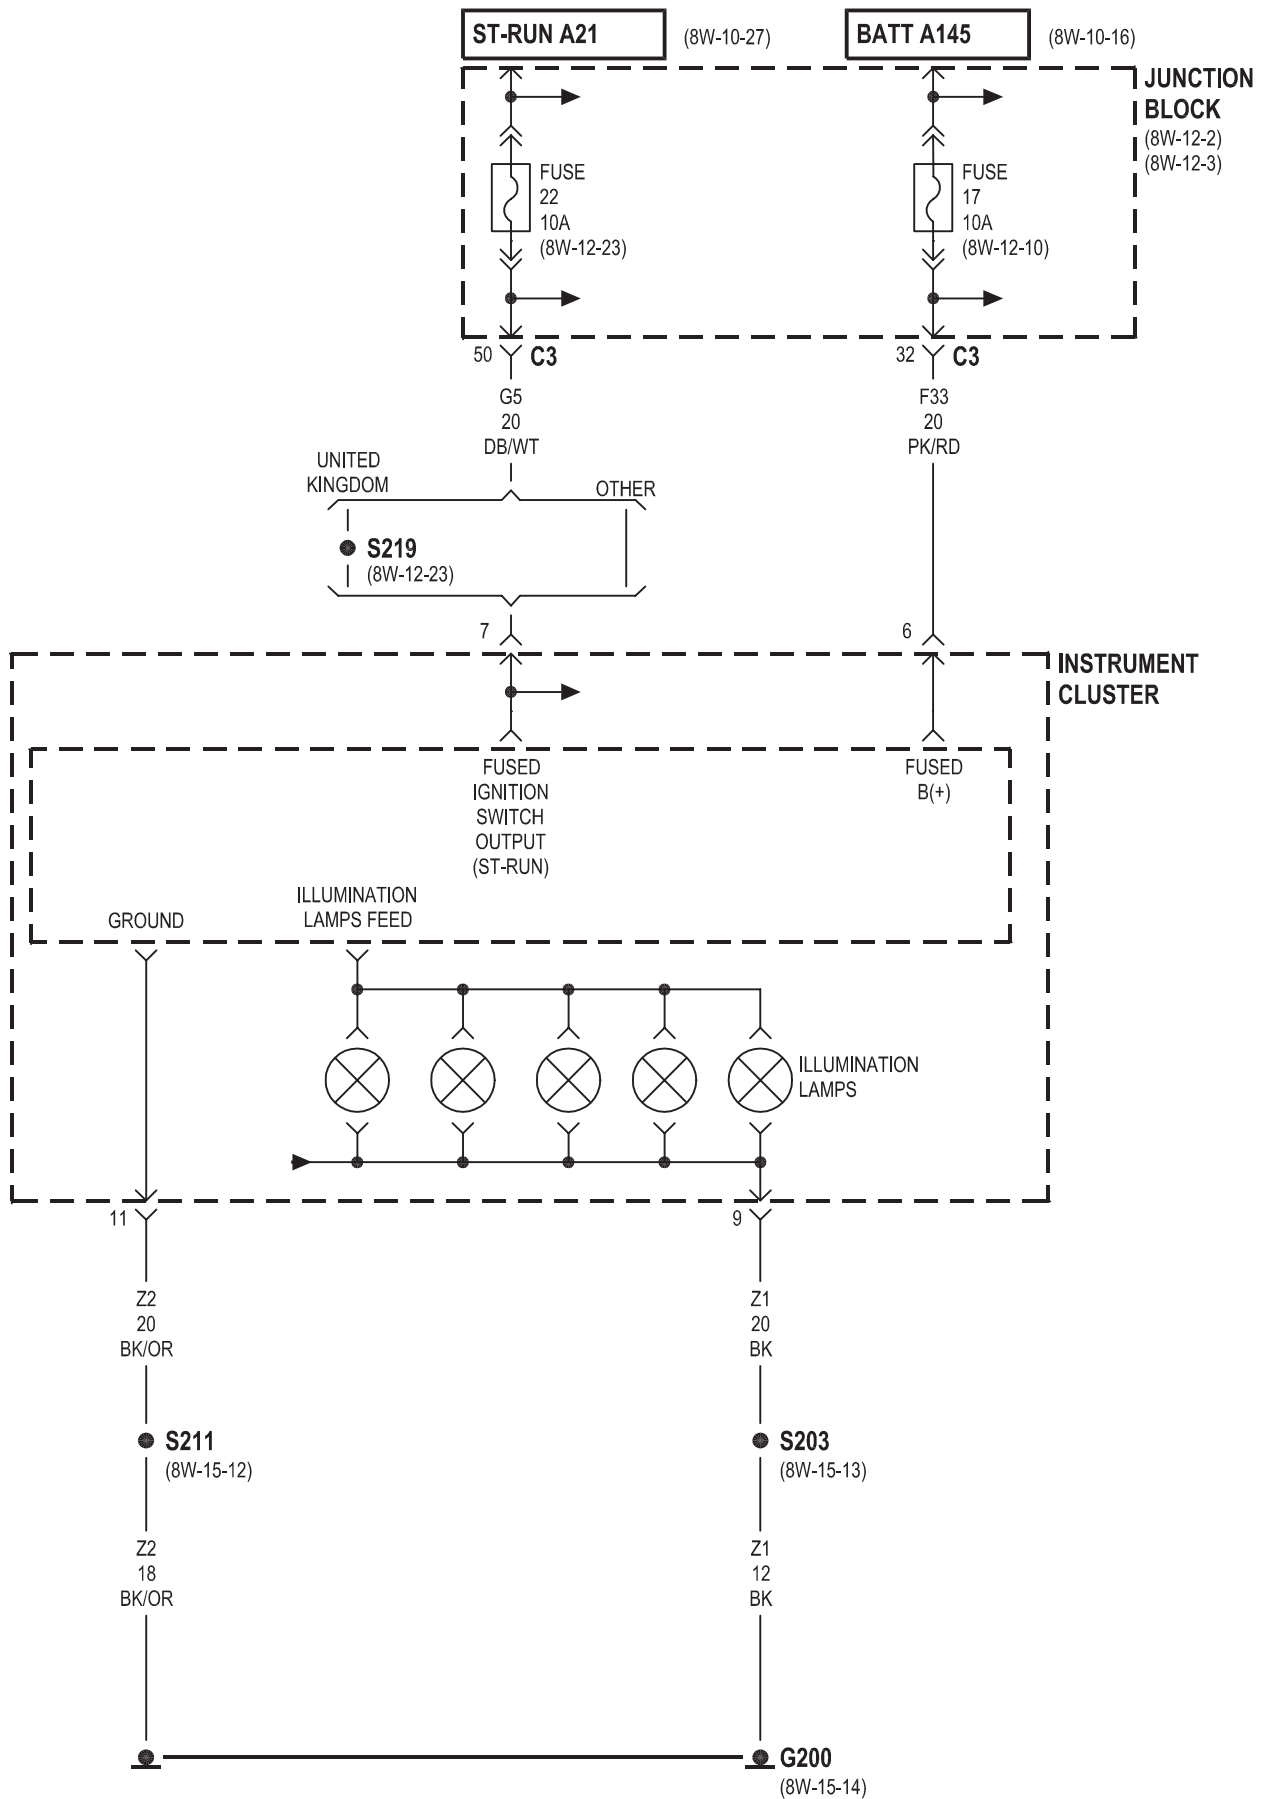 ST-RUN A21
(8W-10-27)
BATT A145
(8W-10-16)
JUNCTION
BLOCK
(8W-12-2)
(8W-12-3)
FUSE
22
10A
(8W-12-23)
FUSE
17
10A
(8W-12-10)
50
C3
32
C3
G5
20
DB/WT
F33
20
PK/RD
UNITED
KINGDOM
OTHER
S219
(8W-12-23)
7
6
INSTRUMENT
CLUSTER
FUSED
IGNITION
SWITCH
OUTPUT
(ST-RUN)
FUSED
B(+)
GROUND
ILLUMINATION
LAMPS FEED
ILLUMINATION
LAMPS
11
9
Z2
20
BK/OR
Z1
20
BK
S211
(8W-15-12)
S203
(8W-15-13)
Z2
18
BK/OR
Z1
12
BK
G200
(8W-15-14)